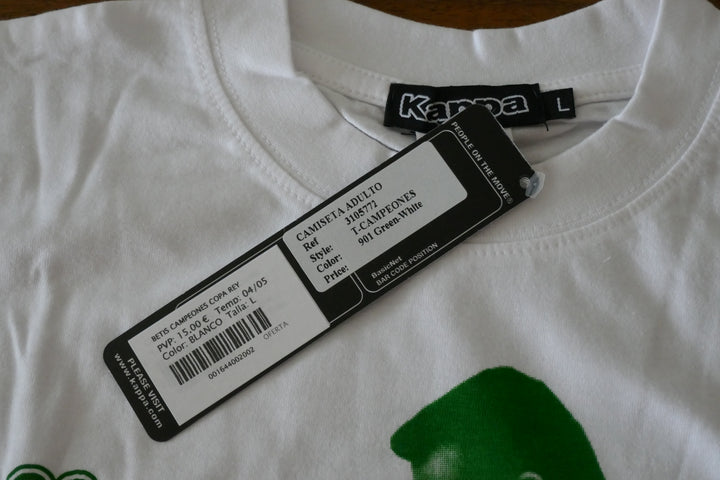 Kappa
L
PEOPLE ON THE MOVE®
CAMISETA ADULTO
Ref 3105772
Style: T-CAMPEONES
Color: 901 Green-White
Price:
BasicNet
BAR CODE POSITION
BETIS CAMPEONES COPA REY
PVP: 15,00 € Temp: 04/05
Color: BLANCO Talla: L
001644002002
OFERTA
PLEASE VISIT
www.kappa.com